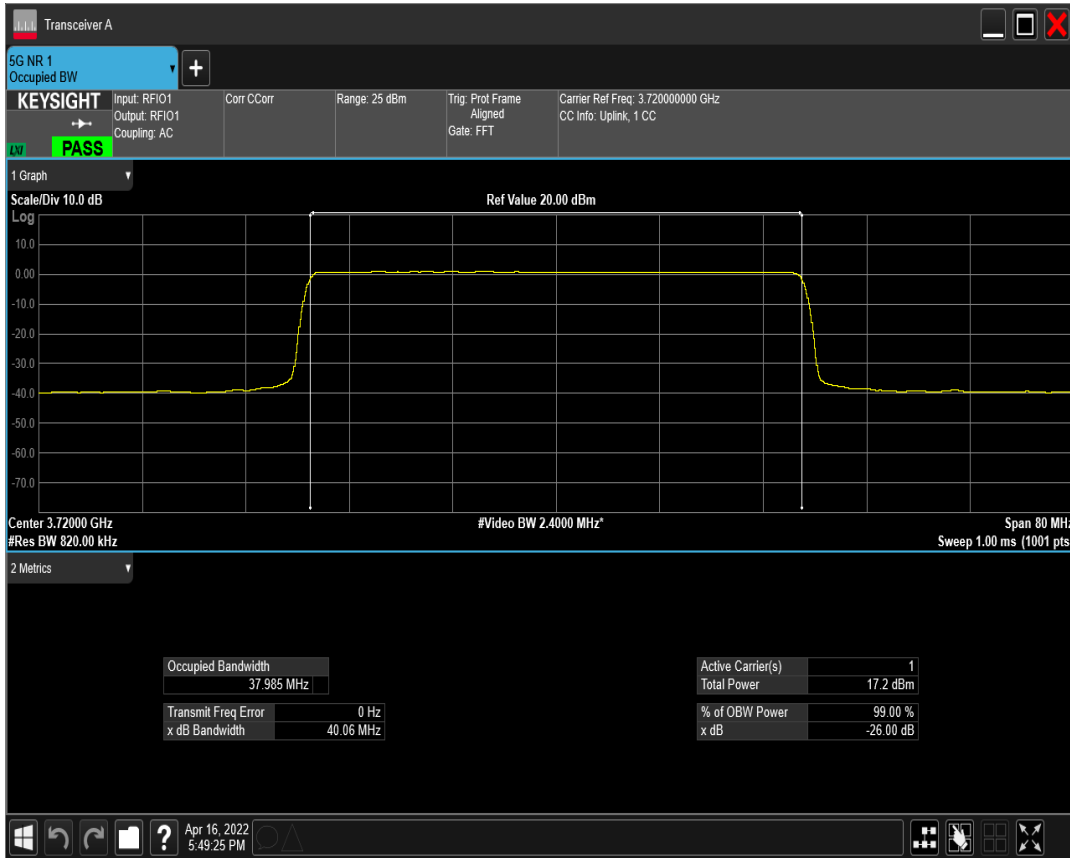 Transceiver A
5G NR 1
Occupied BW
+
KEYSIGHT
Input: RFIO1
Output: RFIO1
Coupling: AC
Corr CCorr
Range: 25 dBm
Trig: Prot Frame
Aligned
Gate: FFT
Carrier Ref Freq: 3.720000000 GHz
CC Info: Uplink, 1 CC
LXI
PASS
1 Graph
Scale/Div 10.0 dB
Ref Value 20.00 dBm
Log
10.0
0.00
-10.0
-20.0
-30.0
-40.0
-50.0
-60.0
-70.0
Center 3.72000 GHz
#Video BW 2.4000 MHz*
Span 80 MHz
#Res BW 820.00 kHz
Sweep 1.00 ms (1001 pts
2 Metrics
Occupied Bandwidth
37.985 MHz
Transmit Freq Error 0 Hz
x dB Bandwidth 40.06 MHz
Active Carrier(s) 1
Total Power 17.2 dBm
% of OBW Power 99.00 %
x dB -26.00 dB
?
Apr 16, 2022
5:49:25 PM